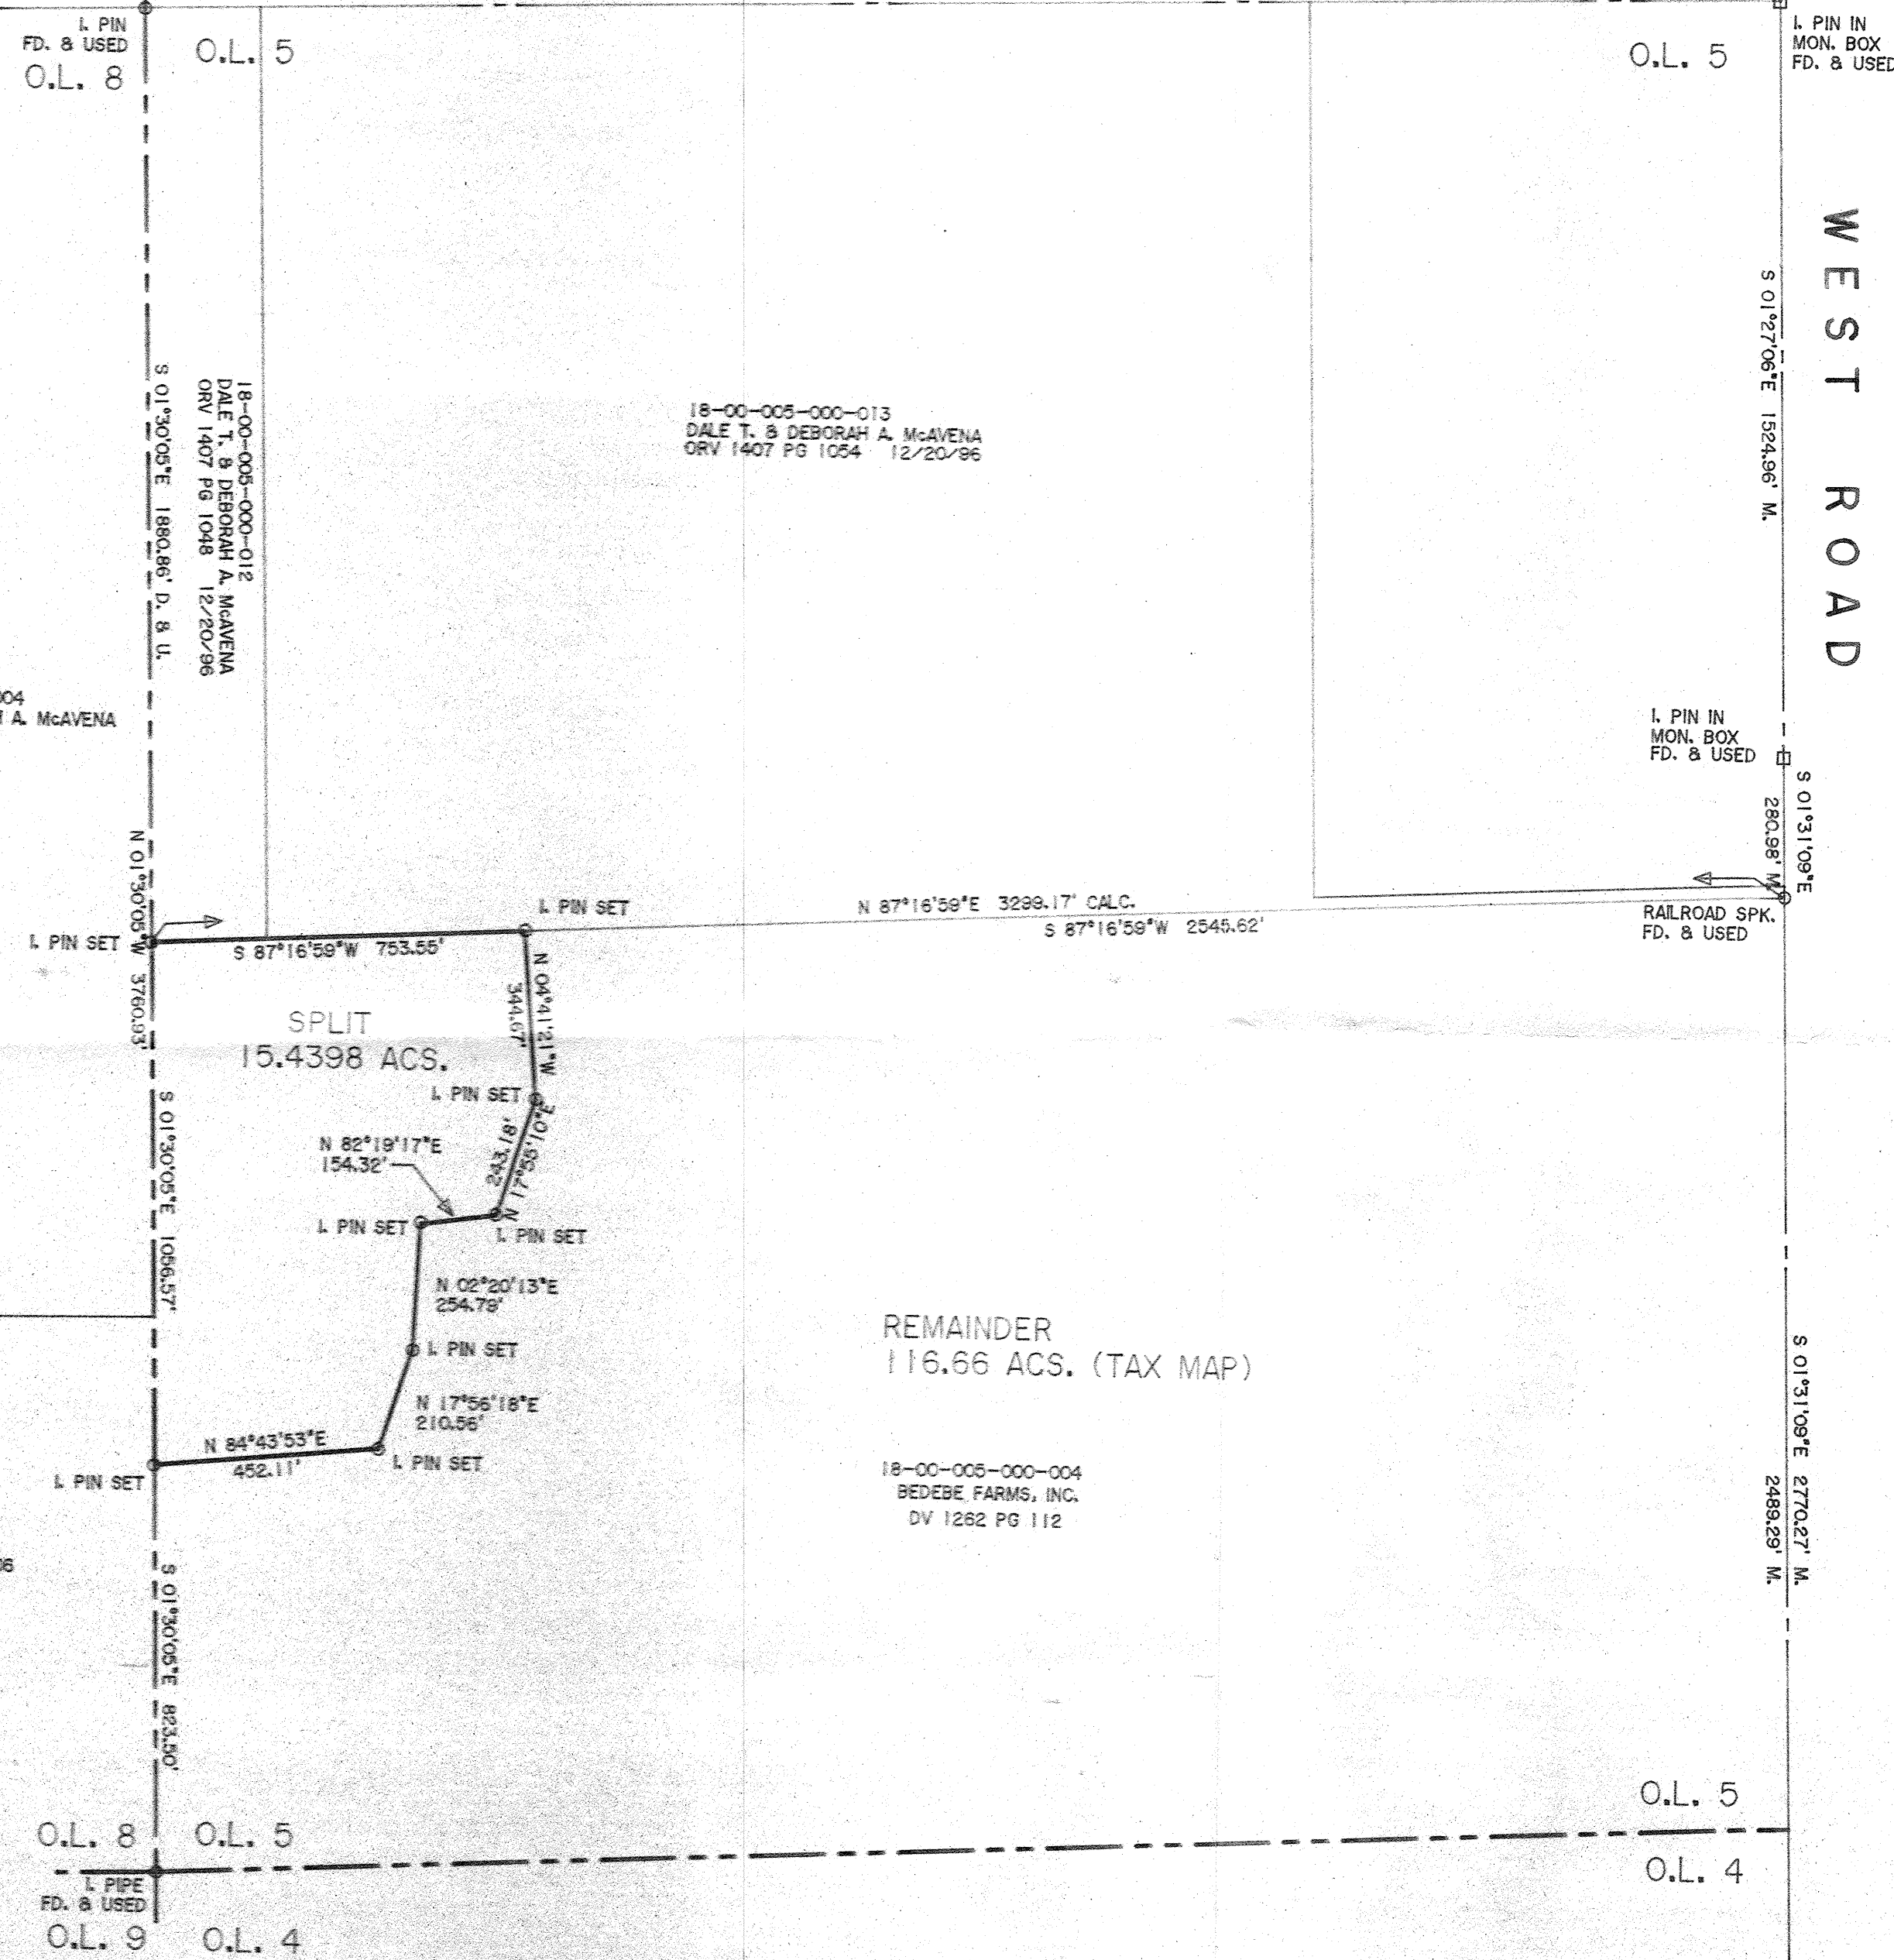 I. PIN
FD. & USED
O.L. 8
O.L. 5
O.L. 5
I. PIN IN
MON. BOX
FD. & USED
WEST ROAD
S 01°27'06"E 1524.96' M.
18-00-005-000-013
DALE T. & DEBORAH A. McAVENA
ORV 1407 PG 1054 12/20/96
18-00-005-000-012
DALE T. & DEBORAH A. McAVENA
ORV 1407 PG 1048 12/20/96
S 01°30'05"E 1880.86' D. & U.
004
A. McAVENA
I. PIN IN
MON. BOX
FD. & USED
S 01°31'09"E
280.98' M.
N 01°30'05"W 3760.93'
I. PIN SET
I. PIN SET
S 87°16'59"W 753.55'
N 87°16'59"E 3299.17' CALC.
S 87°16'59"W 2545.62'
RAILROAD SPK.
FD. & USED
N 04°41'21"W
344.67'
SPLIT
15.4398 ACS.
I. PIN SET
243.18'
N 17°55'10"E
N 82°19'17"E
154.32'
I. PIN SET
I. PIN SET
S 01°30'05"E 1056.57'
N 02°20'13"E
254.79'
I. PIN SET
N 17°56'18"E
210.56'
N 84°43'53"E
452.11'
I. PIN SET
I. PIN SET
REMAINDER
116.66 ACS. (TAX MAP)
18-00-005-000-004
BEDEBE FARMS, INC.
DV 1262 PG 112
S 01°31'09"E 2770.27' M.
2489.29' M.
S 01°30'05"E 823.50'
O.L. 8
O.L. 5
O.L. 5
O.L. 4
I. PIPE
FD. & USED
O.L. 9
O.L. 4